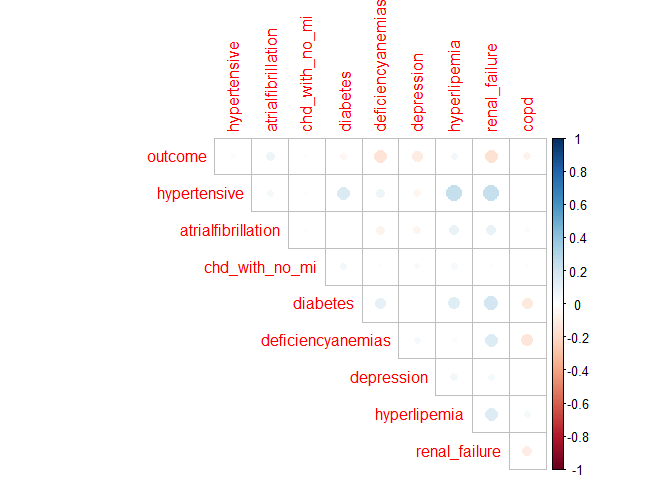 hypertensive
atrialfibrillation
chd_with_no_mi
diabetes
deficiencyanemias
depression
hyperlipemia
renal_failure
copd
outcome
hypertensive
atrialfibrillation
chd_with_no_mi
diabetes
deficiencyanemias
depression
hyperlipemia
renal_failure
1
0.8
0.6
0.4
0.2
0
-0.2
-0.4
-0.6
-0.8
-1